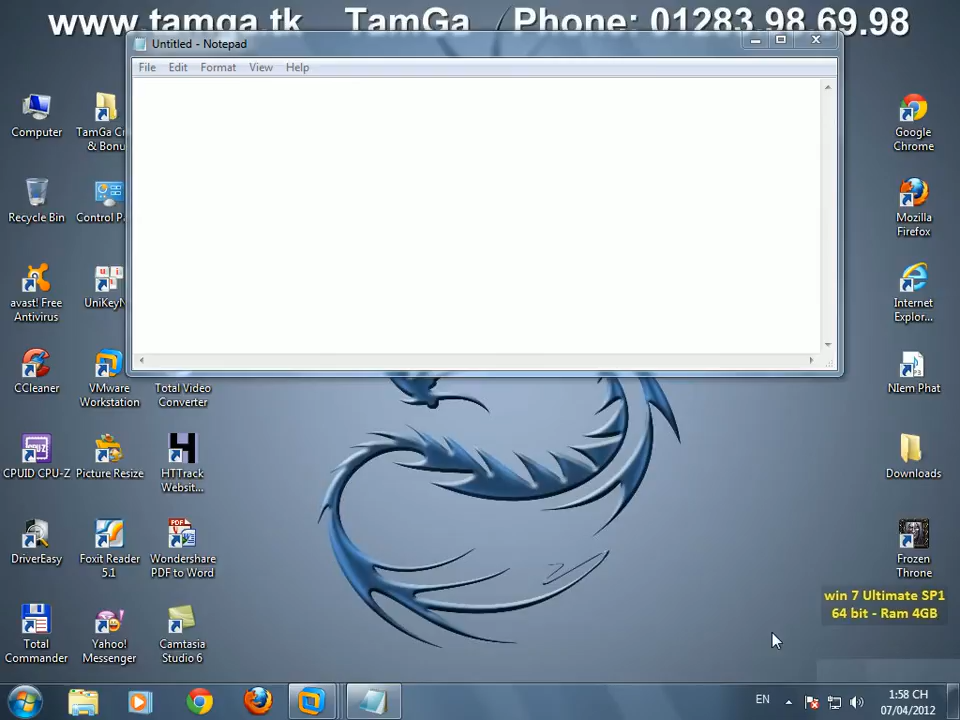 www.tamga.tk TamGa Phone: 01283.98.69.98
Untitled - Notepad
File Edit Format View Help
Computer
TamGa Cr
& Bonu
Google
Chrome
Recycle Bin
Control P
Mozilla
Firefox
avast! Free
Antivirus
UniKeyN
Internet
Explor...
CCleaner
VMware
Workstation
Total Video
Converter
NIem Phat
CPUID CPU-Z
Picture Resize
HTTrack
Websit...
Downloads
DriverEasy
Foxit Reader
5.1
Wondershare
PDF to Word
Frozen
Throne
win 7 Ultimate SP1
64 bit - Ram 4GB
Total
Commander
Yahoo!
Messenger
Camtasia
Studio 6
EN
1:58 CH
07/04/2012